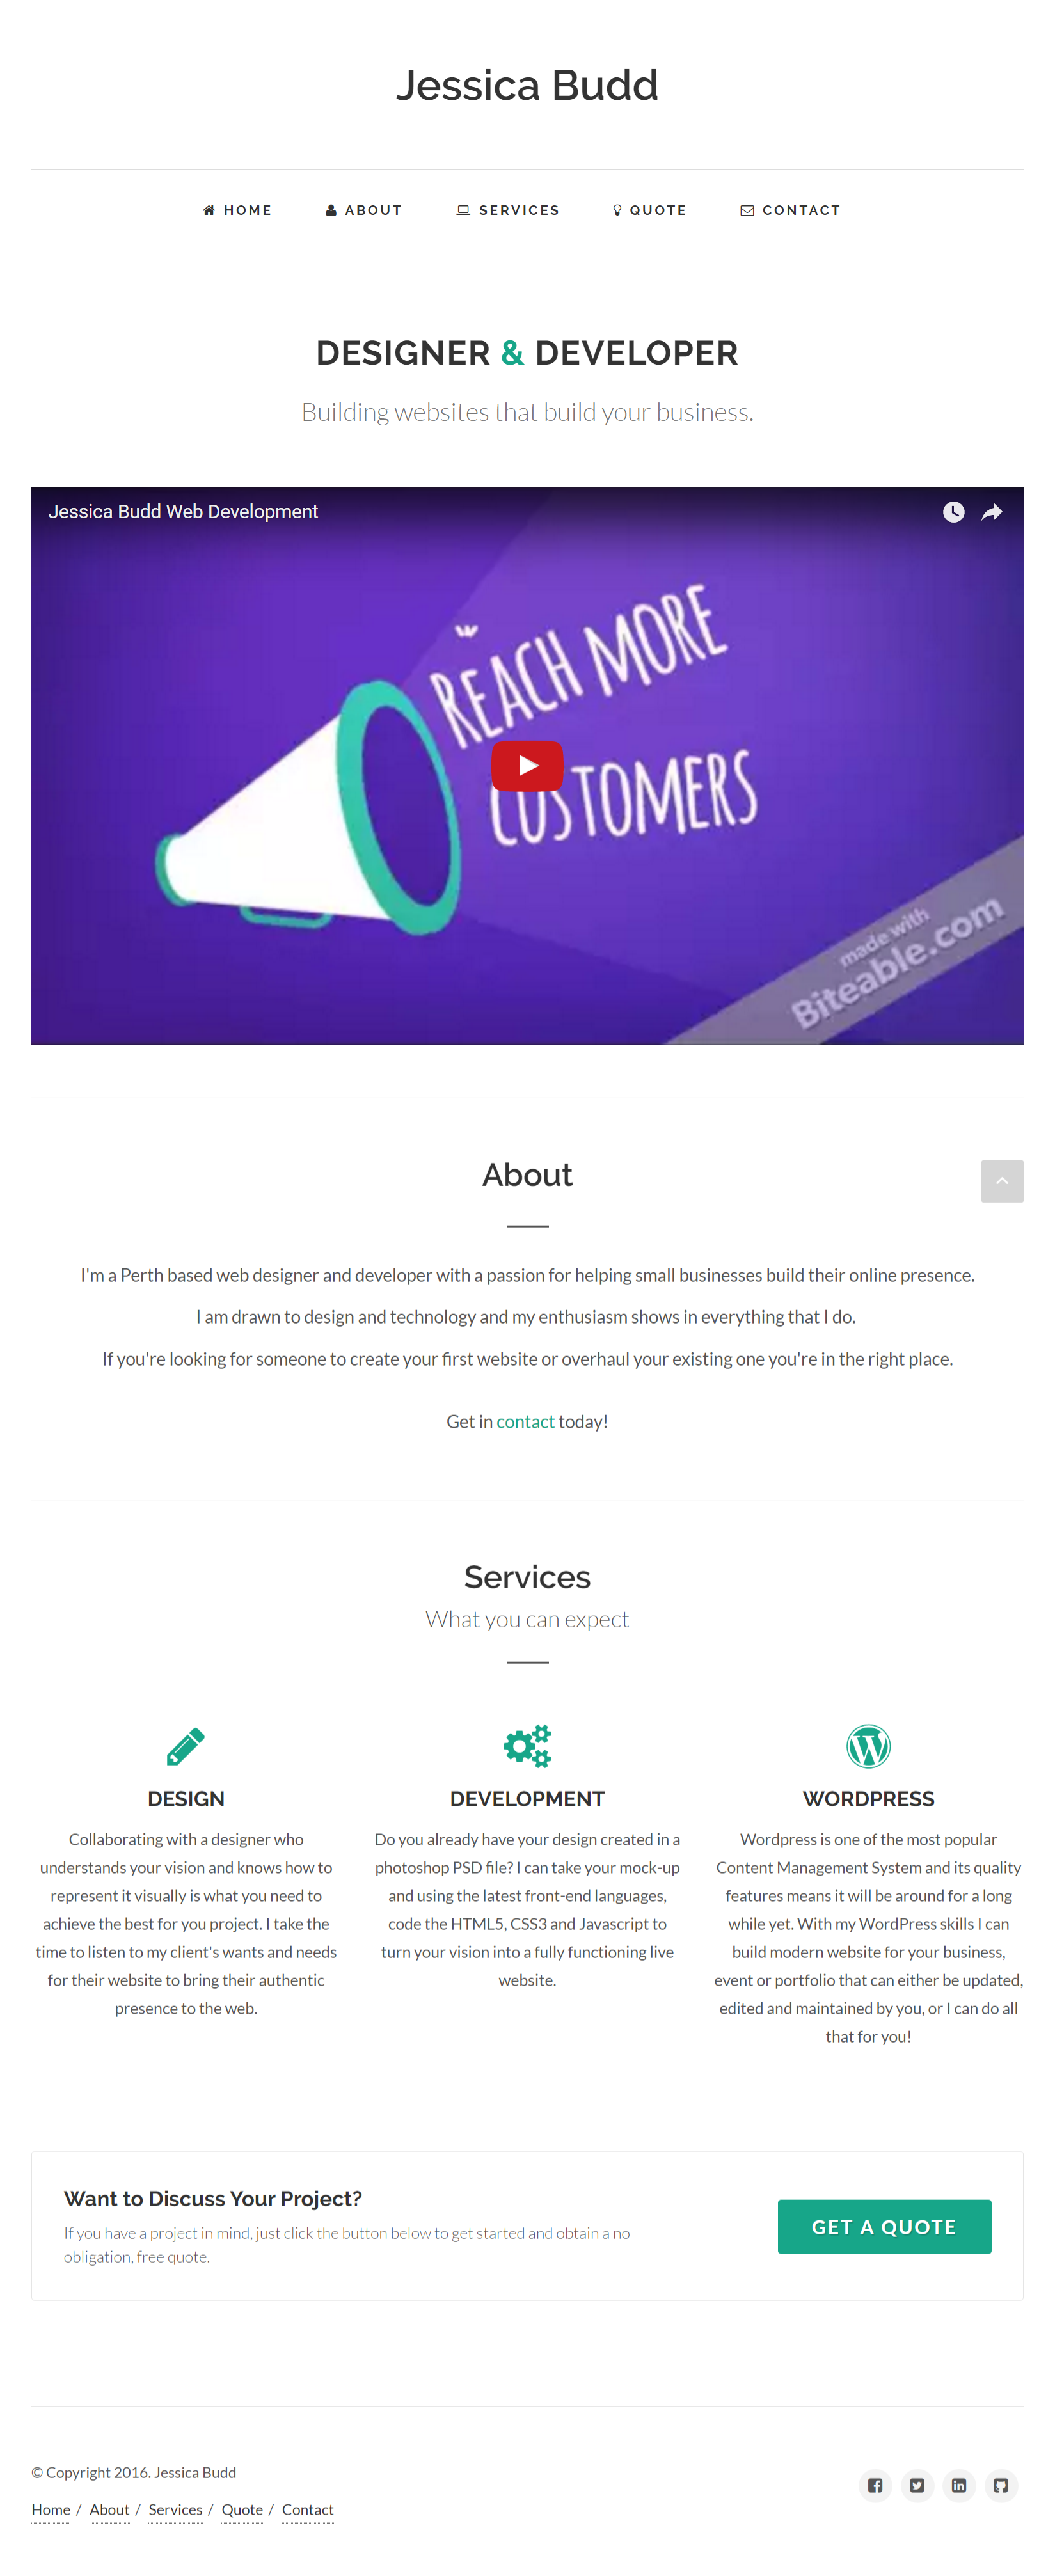 Jessica Budd
HOME ABOUT SERVICES QUOTE CONTACT
DESIGNER & DEVELOPER
Building websites that build your business.
Jessica Budd Web Development
REACH MORE
CUSTOMERS
made with
Biteable.com
About
I'm a Perth based web designer and developer with a passion for helping small businesses build their online presence.
I am drawn to design and technology and my enthusiasm shows in everything that I do.
If you're looking for someone to create your first website or overhaul your existing one you're in the right place.
Get in contact today!
Services
What you can expect
DESIGN
Collaborating with a designer who
understands your vision and knows how to
represent it visually is what you need to
achieve the best for you project. I take the
time to listen to my client's wants and needs
for their website to bring their authentic
presence to the web.
DEVELOPMENT
Do you already have your design created in a
photoshop PSD file? I can take your mock-up
and using the latest front-end languages,
code the HTML5, CSS3 and Javascript to
turn your vision into a fully functioning live
website.
WORDPRESS
Wordpress is one of the most popular
Content Management System and its quality
features means it will be around for a long
while yet. With my WordPress skills I can
build modern website for your business,
event or portfolio that can either be updated,
edited and maintained by you, or I can do all
that for you!
Want to Discuss Your Project?
If you have a project in mind, just click the button below to get started and obtain a no
obligation, free quote.
GET A QUOTE
© Copyright 2016. Jessica Budd
Home / About / Services / Quote / Contact